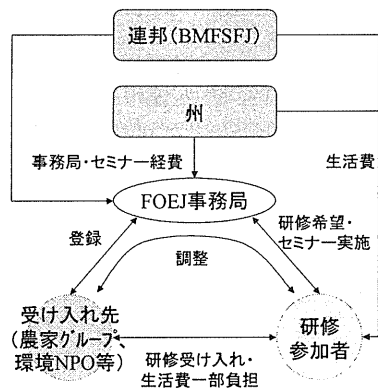 連邦(BMFSFJ)
州
事務局・セミナー経費
生活費
FOEJ事務局
登録
調整
研修希望・
セミナー実施
受け入れ先
(農家グループ、
環境NPO等)
研修
参加者
研修受け入れ・
生活費一部負担